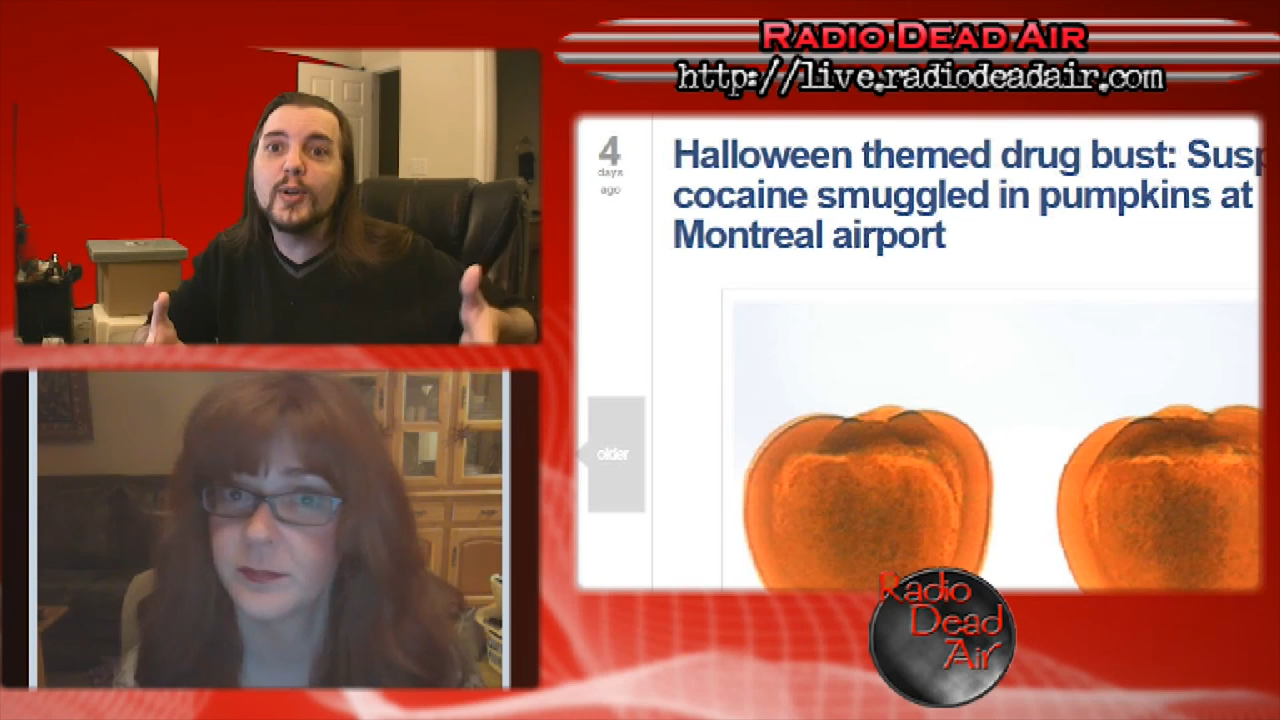 Radio Dead Air
http://live.radiodeadair.com
4
days
ago
Halloween themed drug bust: Susp
cocaine smuggled in pumpkins at
Montreal airport
older
Radio
Dead
Air